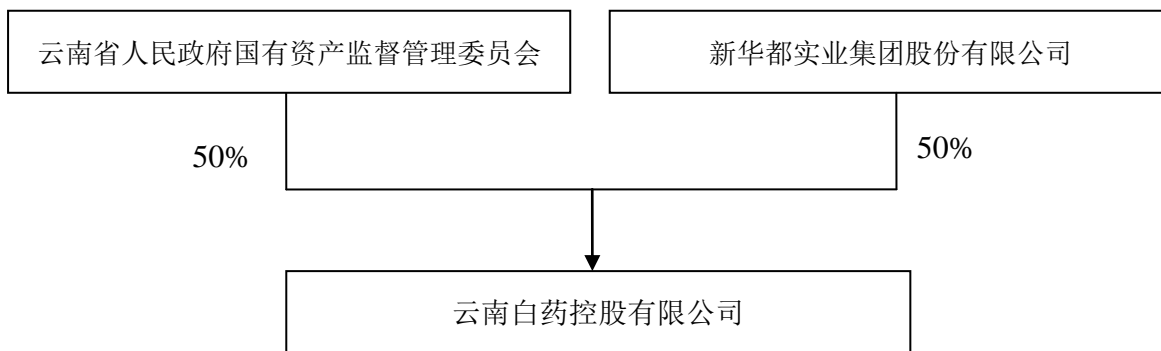 云南省人民政府国有资产监督管理委员会
新华都实业集团股份有限公司
50%
50%
云南白药控股有限公司